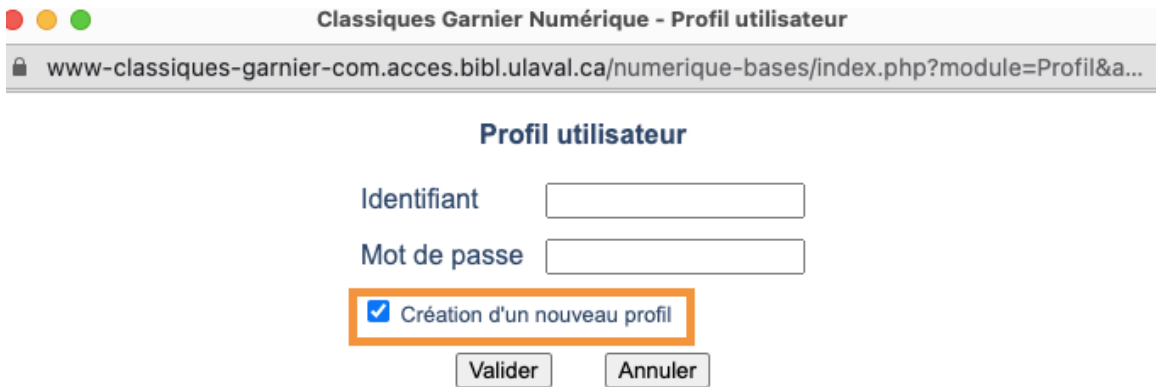 Classiques Garnier Numérique - Profil utilisateur
www-classiques-garnier-com.acces.bibl.ulaval.ca/numerique-bases/index.php?module=Profil&a...
Profil utilisateur
Identifiant
Mot de passe
Création d'un nouveau profil
Valider Annuler